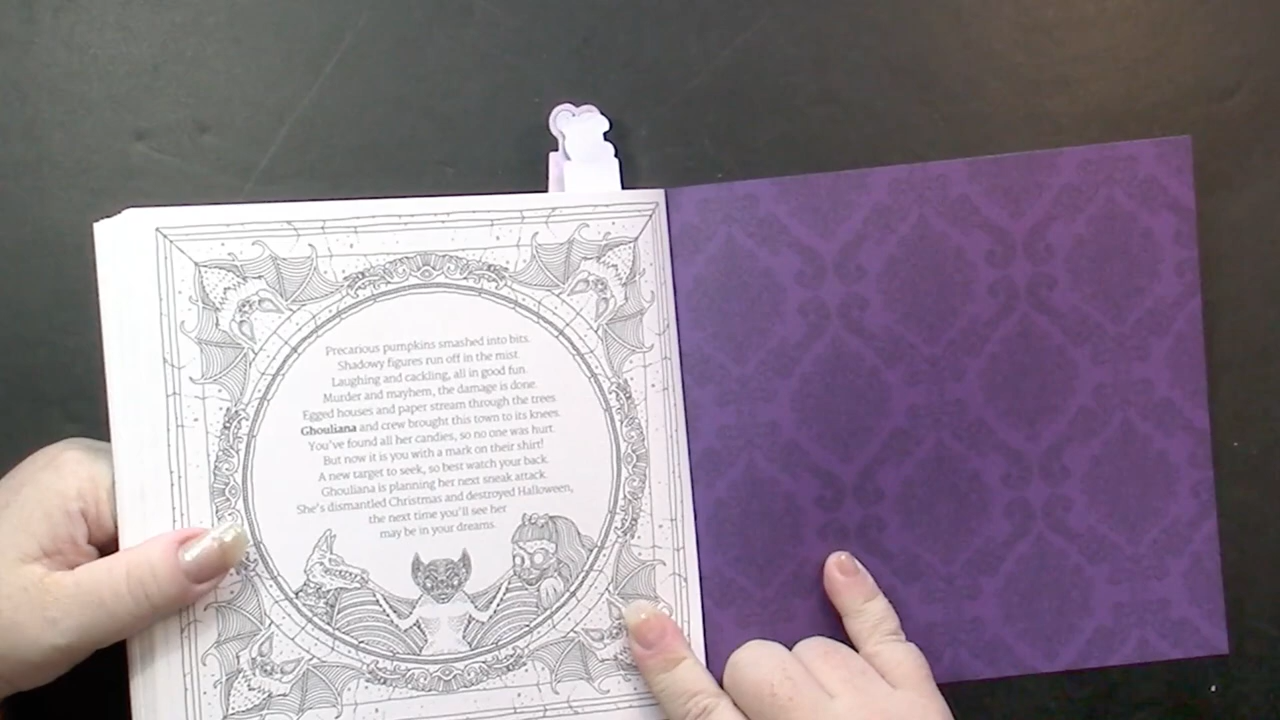 Precarious pumpkins smashed into bits.
Shadowy figures run off in the mist.
Laughing and cackling, all in good fun.
Murder and mayhem, the damage is done.
Egged houses and paper stream through the trees.
Ghouliana and crew brought this town to its knees.
You've found all her candies, so no one was hurt.
But now it is you with a mark on their shirt!
A new target to seek, so best watch your back.
Ghouliana is planning her next sneak attack.
She's dismantled Christmas and destroyed Halloween,
the next time you'll see her
may be in your dreams.